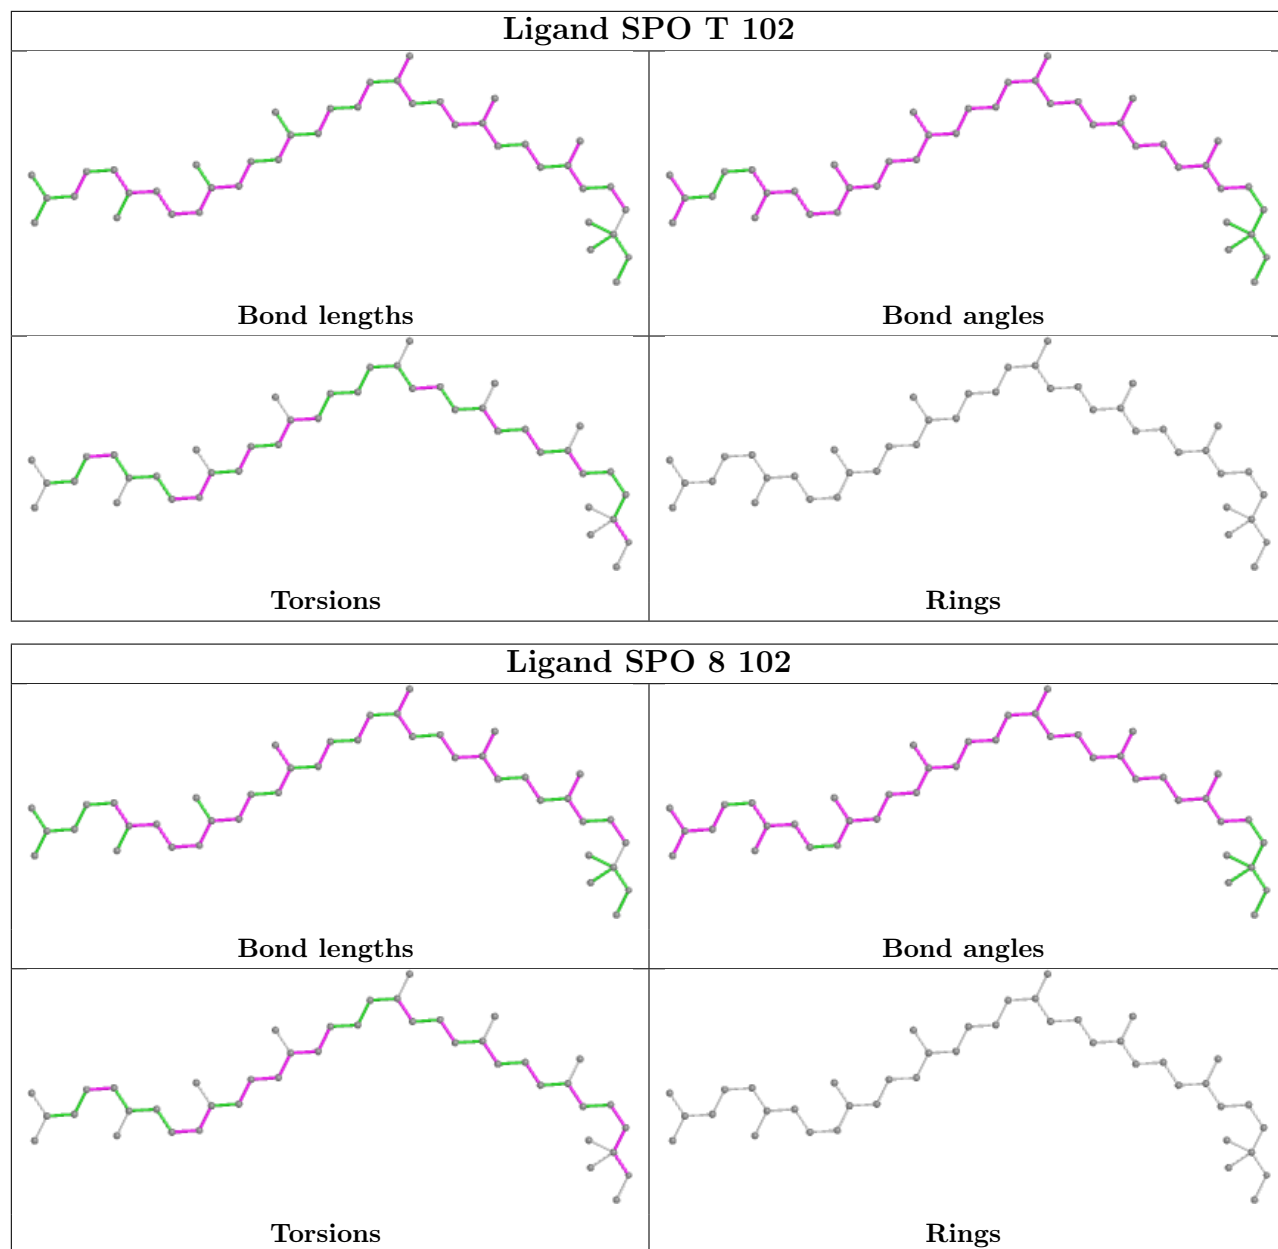 Ligand SPO T 102
Bond lengths
Bond angles
Torsions
Rings
Ligand SPO 8 102
Bond lengths
Bond angles
Torsions
Rings